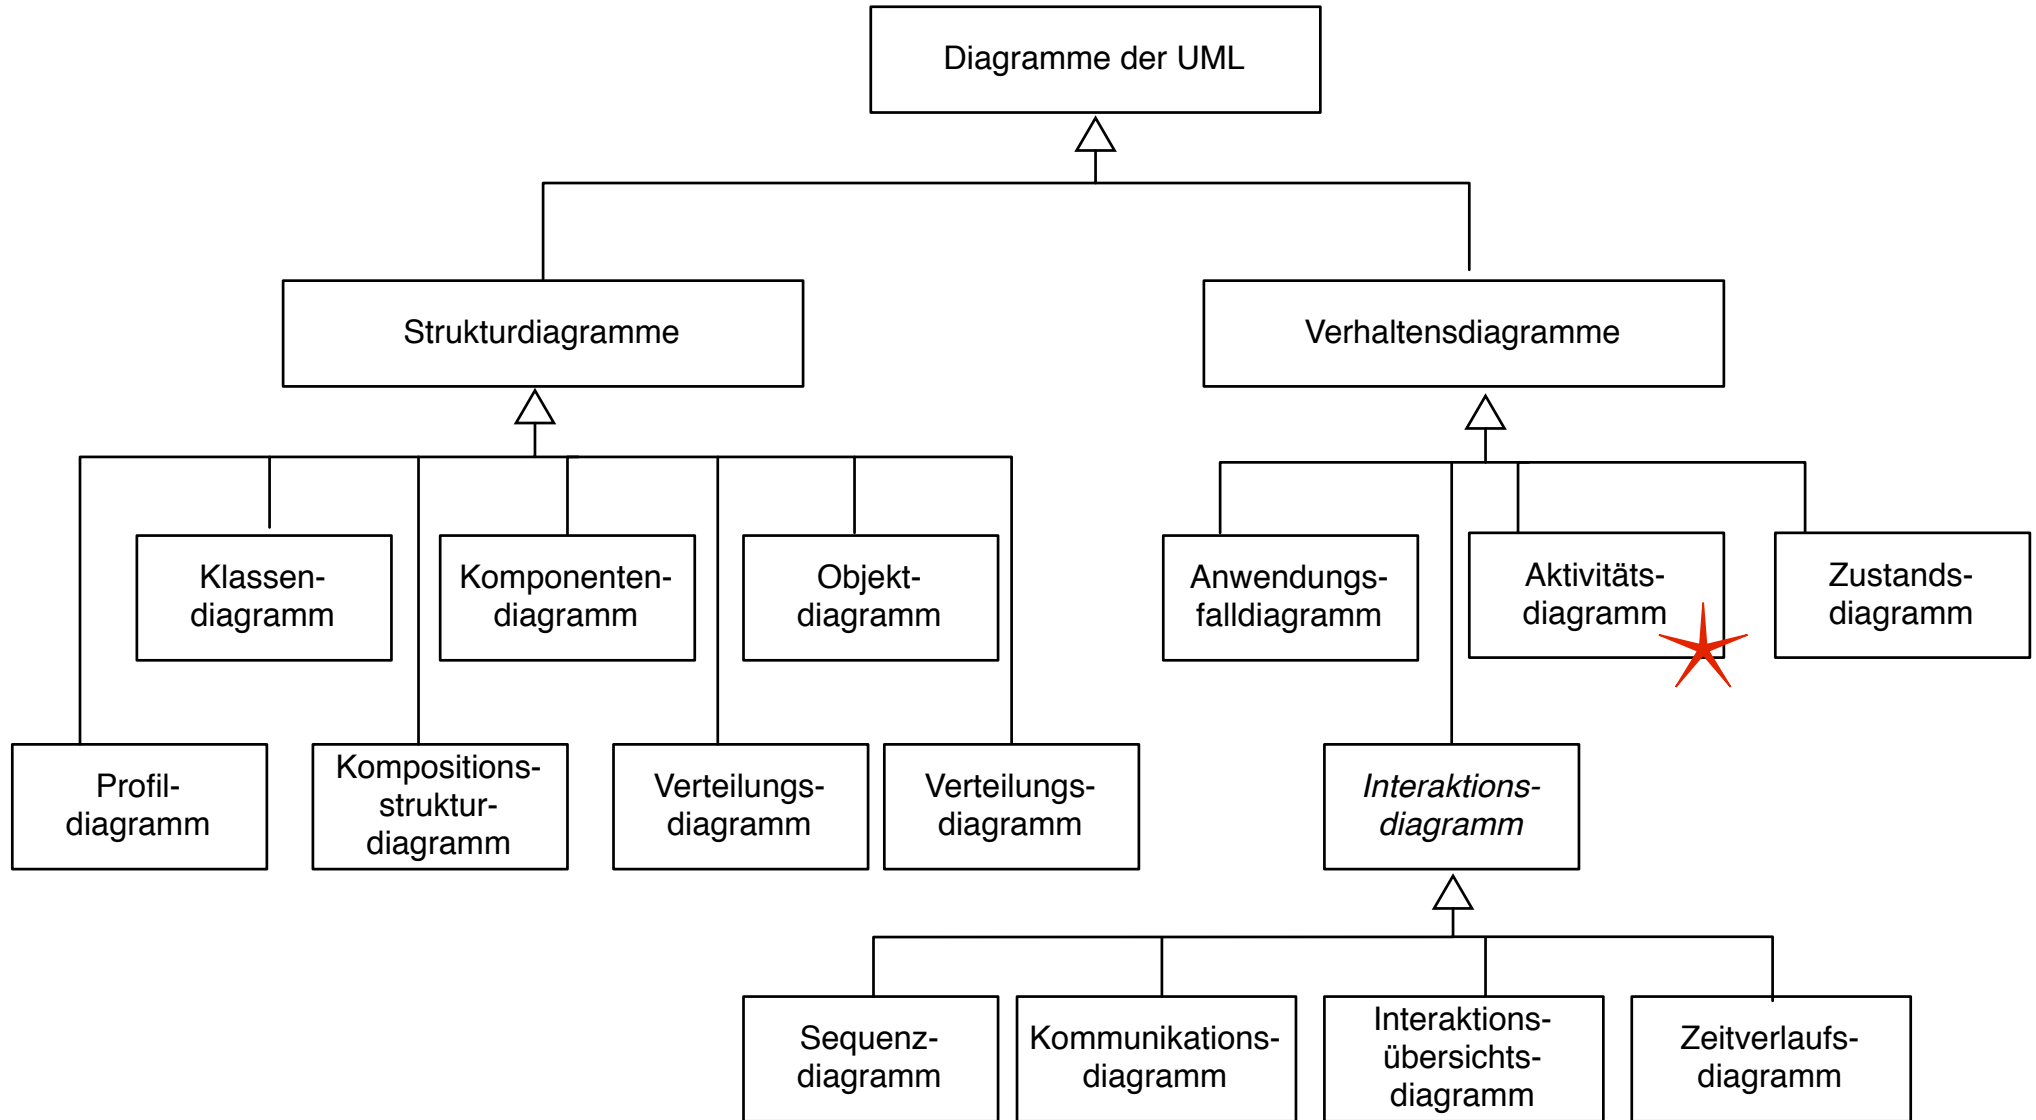 Diagramme der UML
Strukturdiagramme
Verhaltensdiagramme
Klassen-
diagramm
Komponenten-
diagramm
Objekt-
diagramm
Anwendungs-
falldiagramm
Aktivitäts-
diagramm
Zustands-
diagramm
Profil-
diagramm
Kompositions-
struktur-
diagramm
Verteilungs-
diagramm
Verteilungs-
diagramm
Interaktions-
diagramm
Sequenz-
diagramm
Kommunikations-
diagramm
Interaktions-
übersichts-
diagramm
Zeitverlaufs-
diagramm